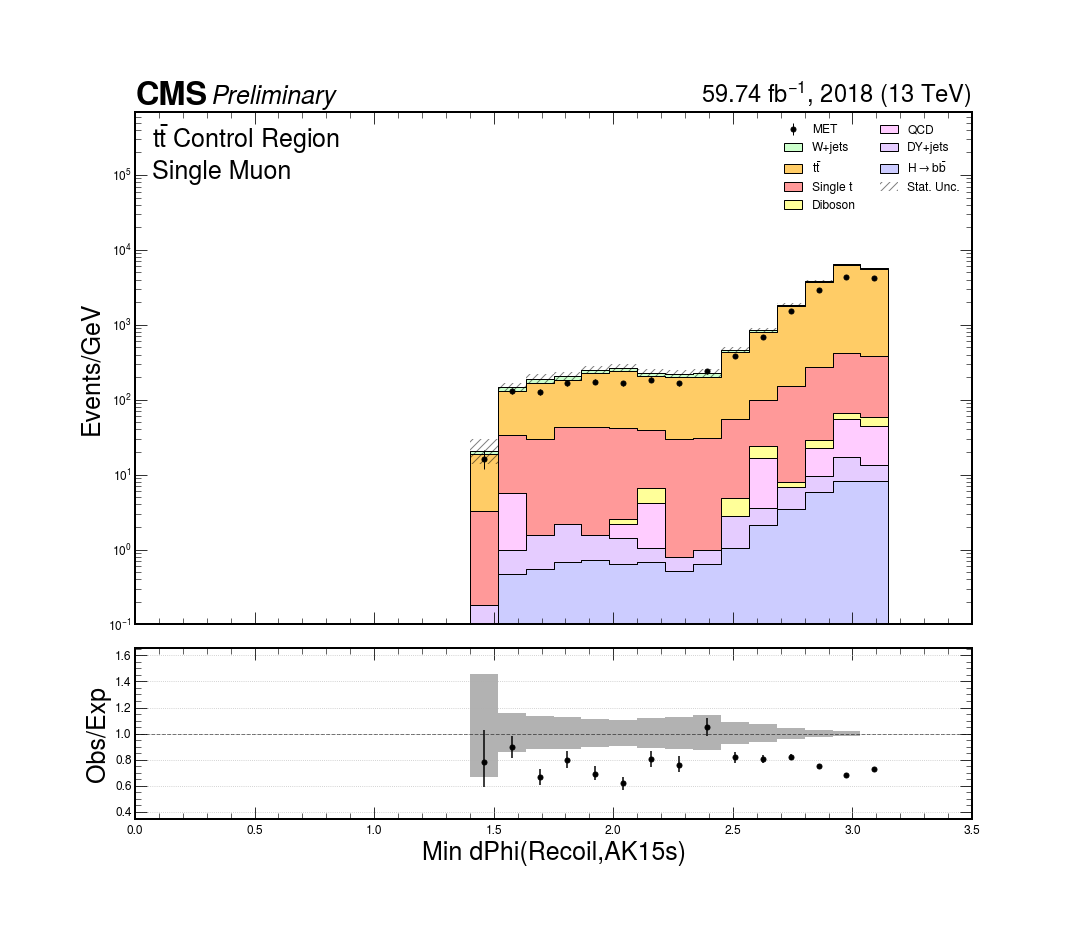 CMS Preliminary
59.74 fb⁻¹, 2018 (13 TeV)
tt̄ Control Region
Single Muon
MET
W+jets
tt̄
Single t
Diboson
QCD
DY+jets
H→bb̄
Stat. Unc.
Events/GeV
10⁵
10⁴
10³
10²
10¹
10⁰
10⁻¹
Obs/Exp
1.6
1.4
1.2
1.0
0.8
0.6
0.4
0.0 0.5 1.0 1.5 2.0 2.5 3.0 3.5
Min dPhi(Recoil,AK15s)